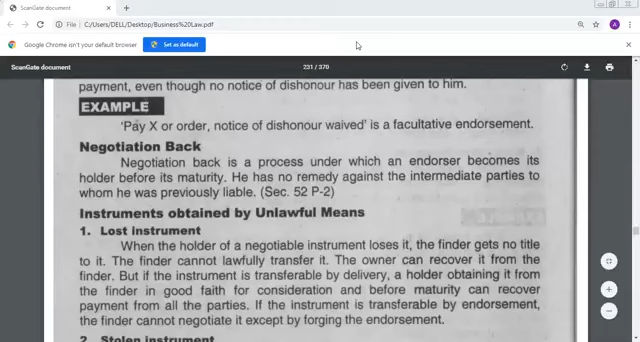 ScanGate document
File | C:/Users/DELL/Desktop/Business%20Law.pdf
A
Google Chrome isn't your default browser
Set as default
ScanGate document
231 / 370
payment, even though no notice of dishonour has been given to him.
EXAMPLE
'Pay X or order, notice of dishonour waived' is a facultative endorsement.
Negotiation Back
Negotiation back is a process under which an endorser becomes its
holder before its maturity. He has no remedy against the intermediate parties to
whom he was previously liable. (Sec. 52 P-2)
Instruments obtained by Unlawful Means
1. Lost instrument
When the holder of a negotiable instrument loses it, the finder gets no title
to it. The finder cannot lawfully transfer it. The owner can recover it from the
finder. But if the instrument is transferable by delivery, a holder obtaining it from
the finder in good faith for consideration and before maturity can recover
payment from all the parties. If the instrument is transferable by endorsement,
the finder cannot negotiate it except by forging the endorsement.
2. Stolen instrument